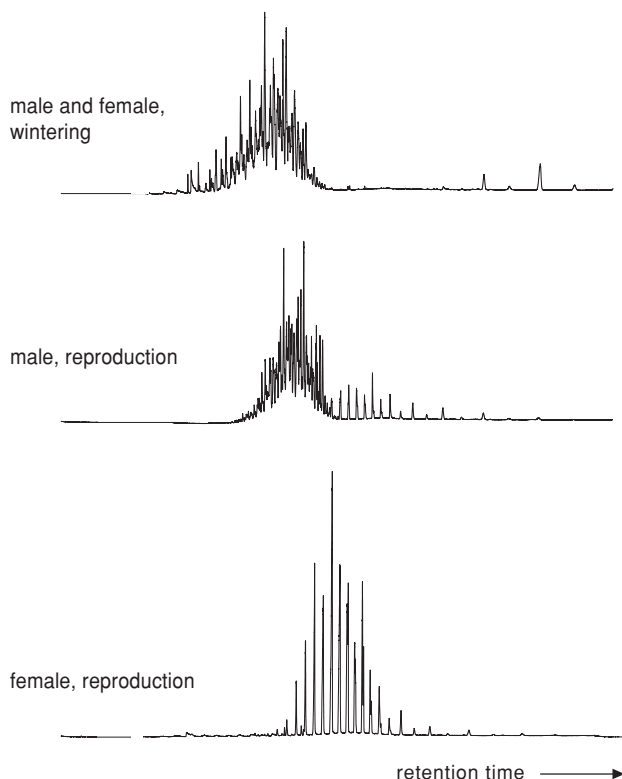 male and female,
wintering
male, reproduction
female, reproduction
retention time